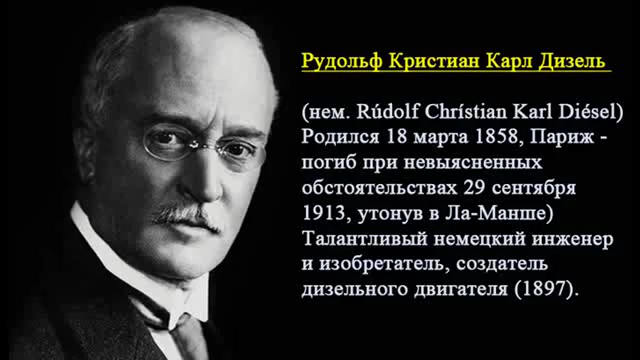 Рудольф Кристиан Карл Дизель
(нем. Rúdolf Chrístian Karl Diésel)
Родился 18 марта 1858, Париж -
погиб при невыясненных
обстоятельствах 29 сентября
1913, утонув в Ла-Манше)
Талантливый немецкий инженер
и изобретатель, создатель
дизельного двигателя (1897).